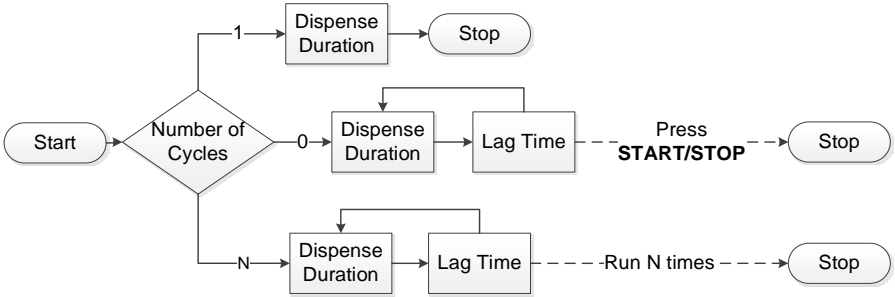 1
Dispense
Duration
Stop
Start
Number of
Cycles
0
Dispense
Duration
Lag Time
Press
START/STOP
Stop
N
Dispense
Duration
Lag Time
Run N times
Stop